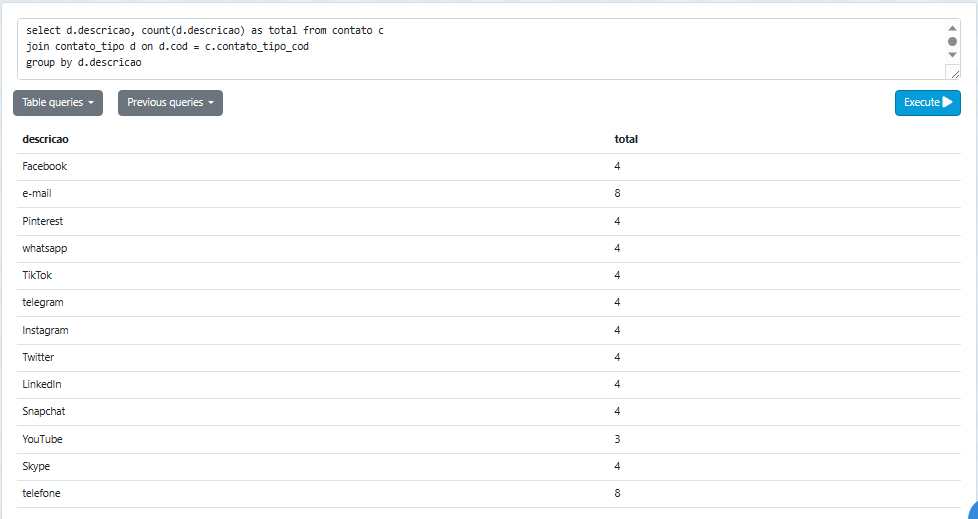 select d.descricao, count(d.descricao) as total from contato c
join contato_tipo d on d.cod = c.contato_tipo_cod
group by d.descricao
Table queries Previous queries Execute
descricao total
Facebook 4
e-mail 8
Pinterest 4
whatsapp 4
TikTok 4
telegram 4
Instagram 4
Twitter 4
LinkedIn 4
Snapchat 4
YouTube 3
Skype 4
telefone 8